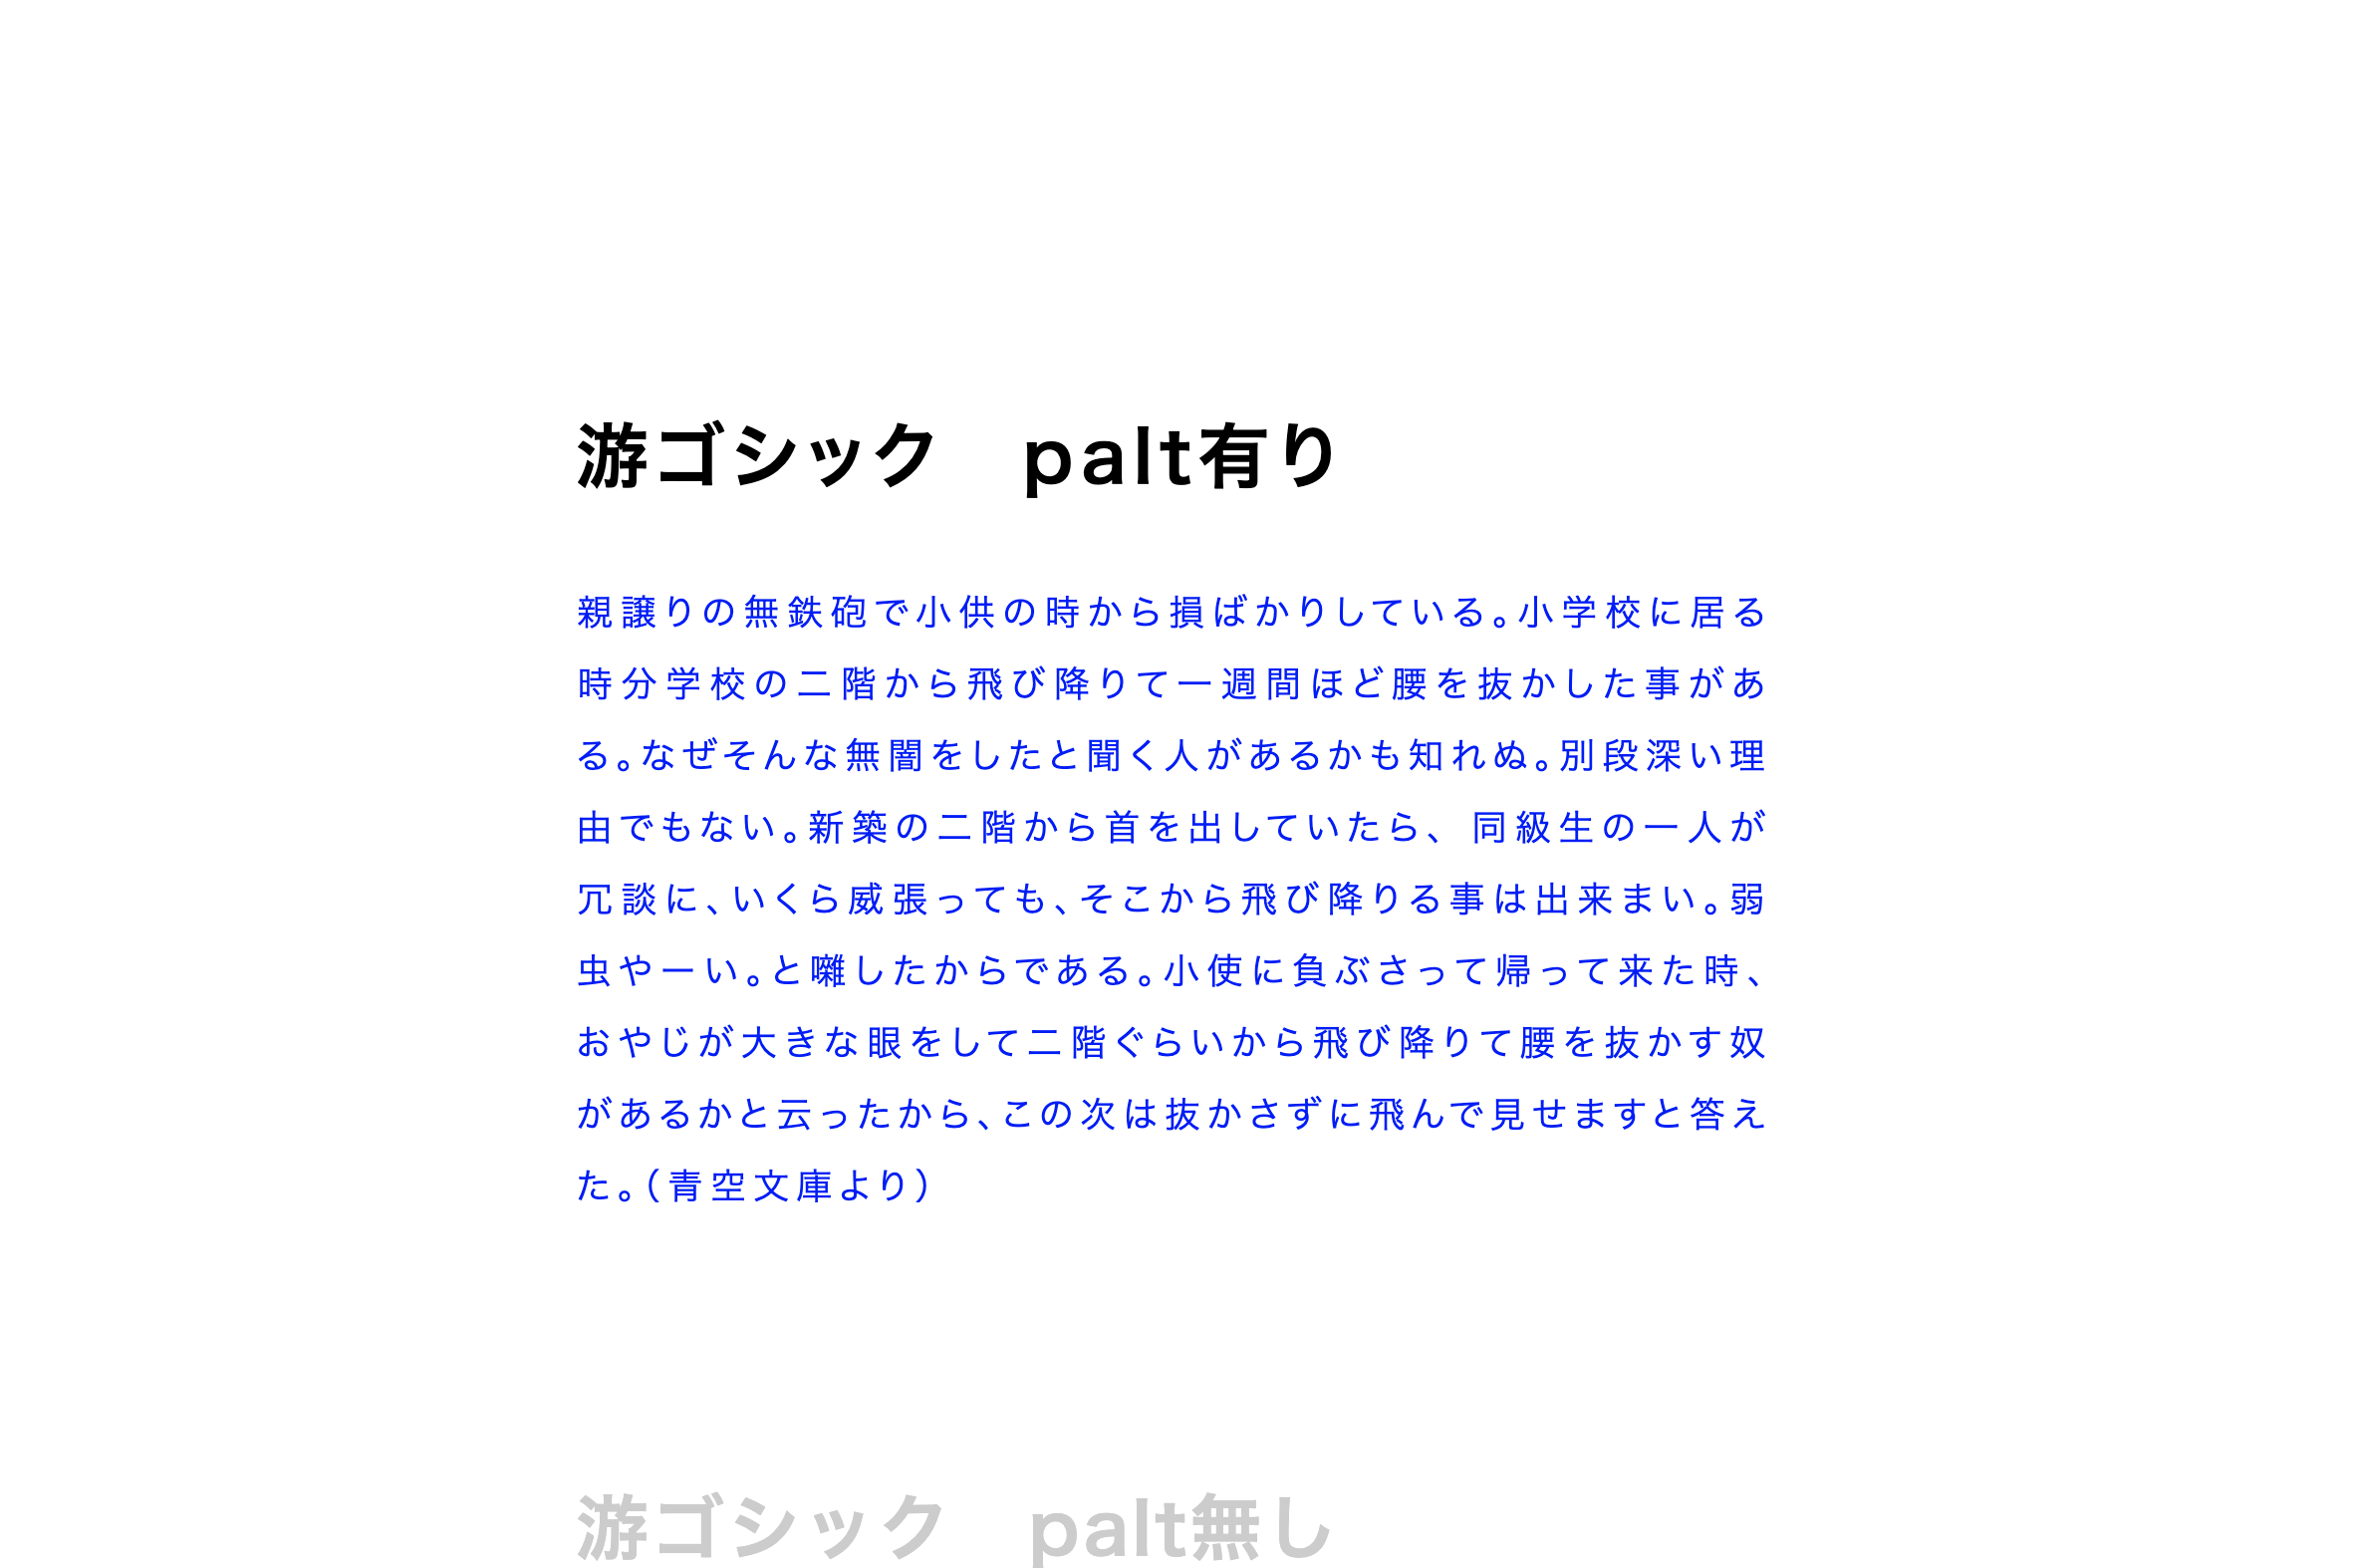 游ゴシック　palt有り
親譲りの無鉄砲で小供の時から損ばかりしている。小学校に居る
時分学校の二階から飛び降りて一週間ほど腰を抜かした事があ
る。なぜそんな無闇をしたと聞く人があるかも知れぬ。別段深い理
由でもない。新築の二階から首を出していたら、同級生の一人が
冗談に、いくら威張っても、そこから飛び降りる事は出来まい。弱
虫やーい。と囃したからである。小使に負ぶさって帰って来た時、
おやじが大きな眼をして二階ぐらいから飛び降りて腰を抜かす奴
があるかと云ったから、この次は抜かさずに飛んで見せますと答え
た。（青空文庫より）
游ゴシック　palt無し